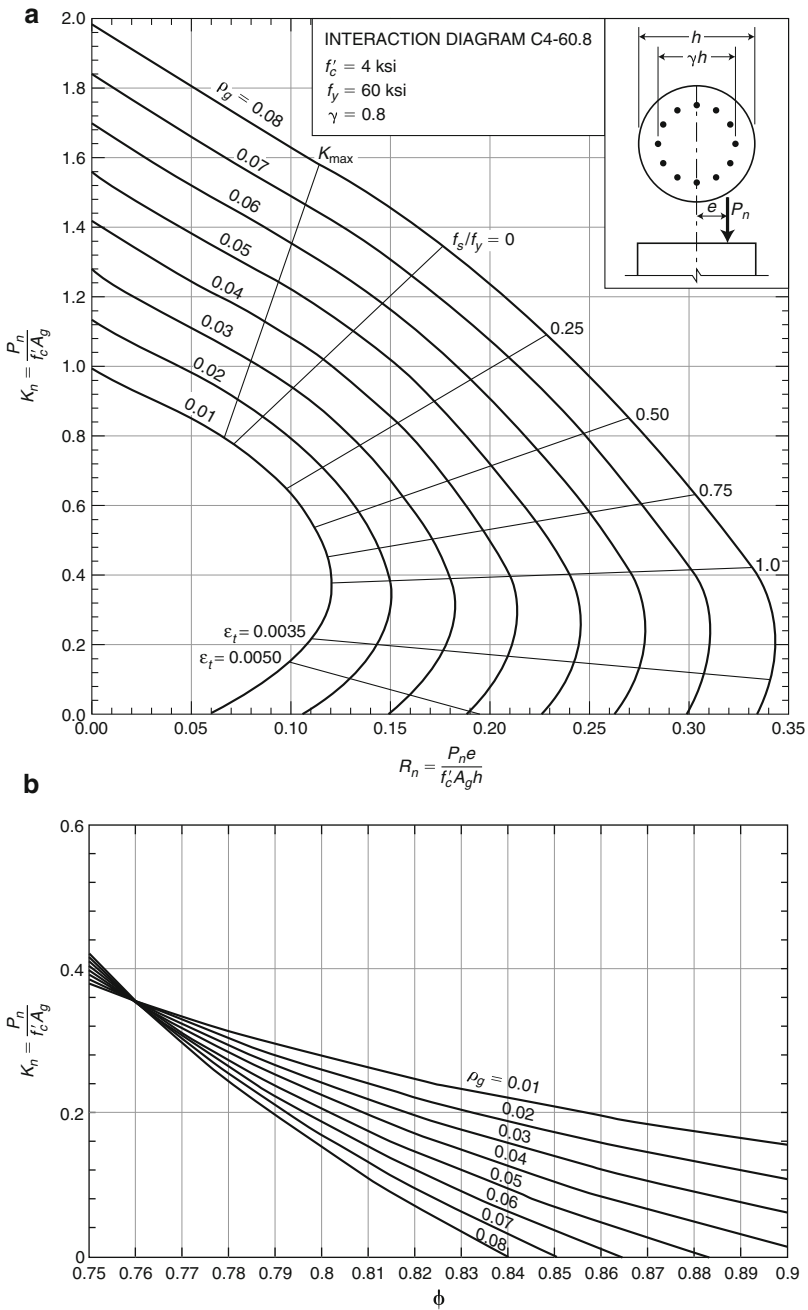 a
INTERACTION DIAGRAM C4-60.8
f′c = 4 ksi
fy = 60 ksi
γ = 0.8
h
γh
e
Pn
2.0
1.8
1.6
1.4
1.2
1.0
0.8
0.6
0.4
0.2
0.0
Kn = Pn / f′c Ag
ρg = 0.08
0.07
0.06
0.05
0.04
0.03
0.02
0.01
Kmax
fs/fy = 0
0.25
0.50
0.75
1.0
εt = 0.0035
εt = 0.0050
0.00 0.05 0.10 0.15 0.20 0.25 0.30 0.35
Rn = Pn e / f′c Ag h
b
0.6
0.4
0.2
0
Kn = Pn / f′c Ag
ρg = 0.01
0.02
0.03
0.04
0.05
0.06
0.07
0.08
0.75 0.76 0.77 0.78 0.79 0.8 0.81 0.82 0.83 0.84 0.85 0.86 0.87 0.88 0.89 0.9
ϕ